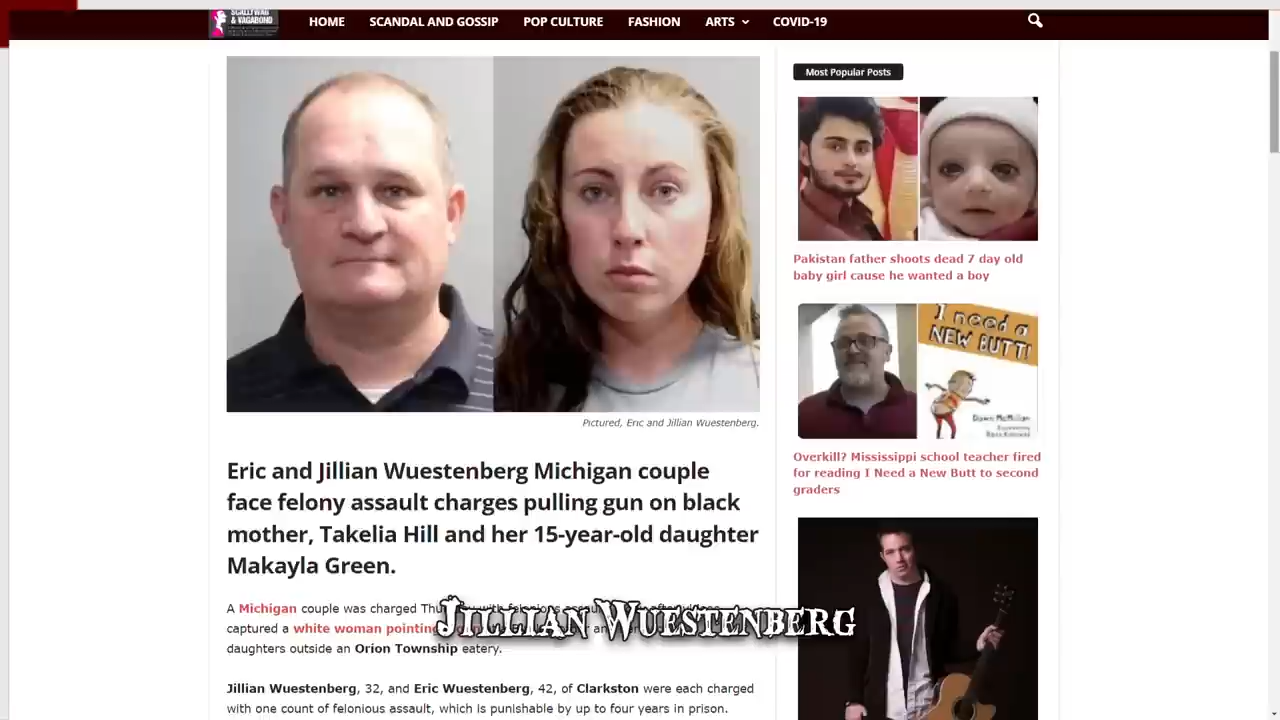 SCALLYWAG
& VAGABOND
HOME SCANDAL AND GOSSIP POP CULTURE FASHION ARTS COVID-19
Pictured, Eric and Jillian Wuestenberg.
Eric and Jillian Wuestenberg Michigan couple
face felony assault charges pulling gun on black
mother, Takelia Hill and her 15-year-old daughter
Makayla Green.
A Michigan couple was charged
captured a white woman pointing
daughters outside an Orion Township eatery.
Jillian Wuestenberg
Jillian Wuestenberg, 32, and Eric Wuestenberg, 42, of Clarkston were each charged
with one count of felonious assault, which is punishable by up to four years in prison.
Most Popular Posts
Pakistan father shoots dead 7 day old
baby girl cause he wanted a boy
I need a
NEW BUTT!
Dawn McMillan
Overkill? Mississippi school teacher fired
for reading I Need a New Butt to second
graders